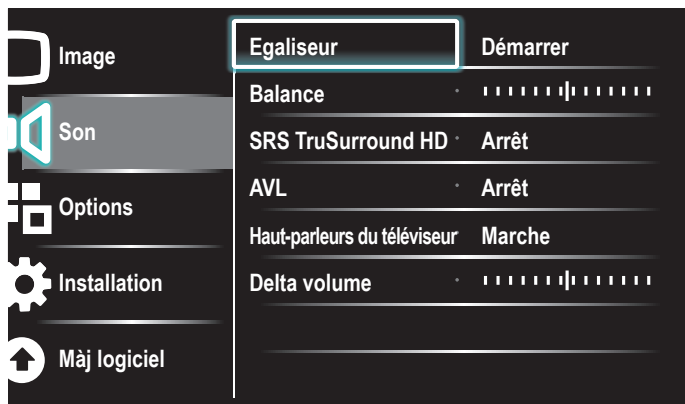 Image
Son
Options
Installation
Màj logiciel
Egaliseur Démarrer
Balance
SRS TruSurround HD Arrêt
AVL Arrêt
Haut-parleurs du téléviseur Marche
Delta volume